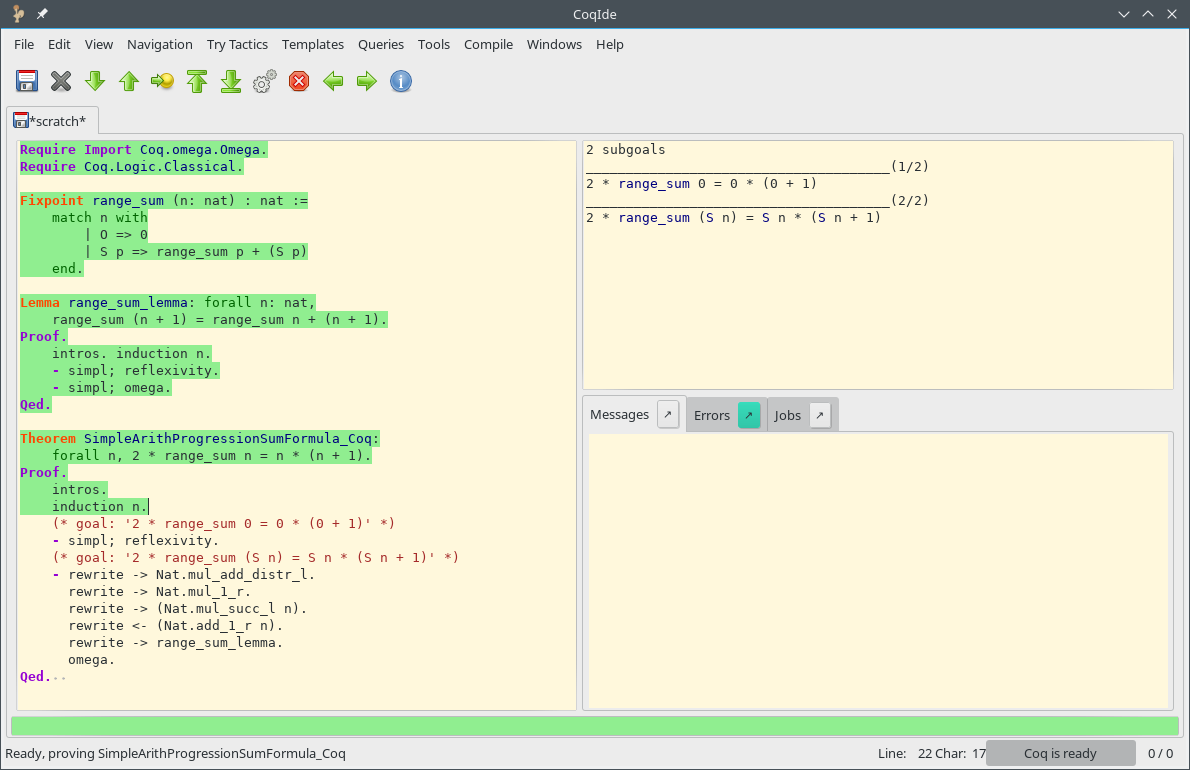 CoqIde
File Edit View Navigation Try Tactics Templates Queries Tools Compile Windows Help
*scratch*
Require Import Coq.omega.Omega.
Require Coq.Logic.Classical.
Fixpoint range_sum (n: nat) : nat :=
    match n with
        | O => 0
        | S p => range_sum p + (S p)
    end.
Lemma range_sum_lemma: forall n: nat,
    range_sum (n + 1) = range_sum n + (n + 1).
Proof.
    intros. induction n.
    - simpl; reflexivity.
    - simpl; omega.
Qed.
Theorem SimpleArithProgressionSumFormula_Coq:
    forall n, 2 * range_sum n = n * (n + 1).
Proof.
    intros.
    induction n.
    (* goal: '2 * range_sum 0 = 0 * (0 + 1)' *)
    - simpl; reflexivity.
    (* goal: '2 * range_sum (S n) = S n * (S n + 1)' *)
    - rewrite -> Nat.mul_add_distr_l.
      rewrite -> Nat.mul_1_r.
      rewrite -> (Nat.mul_succ_l n).
      rewrite <- (Nat.add_1_r n).
      rewrite -> range_sum_lemma.
      omega.
Qed.
2 subgoals
______________________________________(1/2)
2 * range_sum 0 = 0 * (0 + 1)
______________________________________(2/2)
2 * range_sum (S n) = S n * (S n + 1)
Messages Errors Jobs
Ready, proving SimpleArithProgressionSumFormula_Coq
Line: 22 Char: 17 Coq is ready 0 / 0